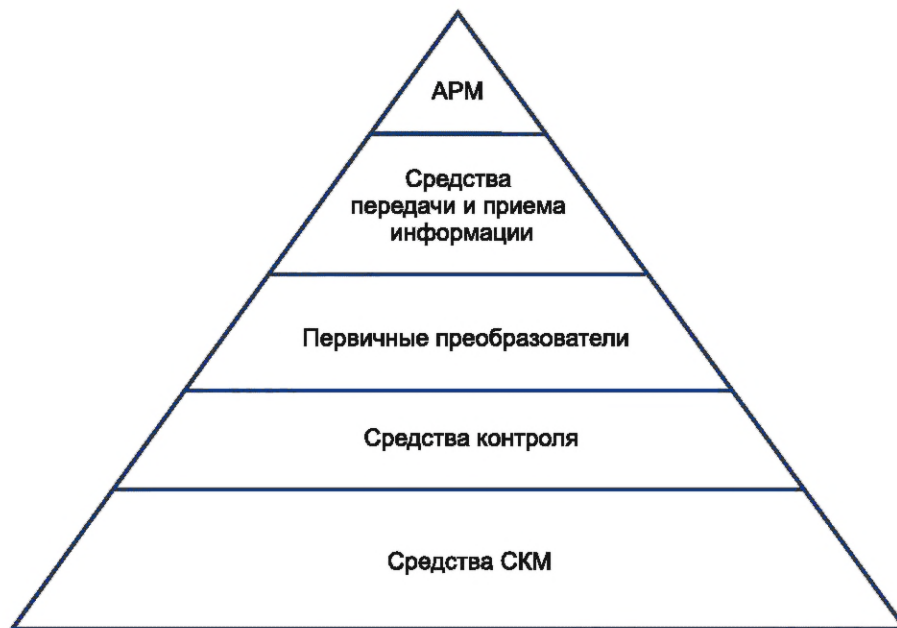 АРМ
Средства
передачи и приема
информации
Первичные преобразователи
Средства контроля
Средства СКМ